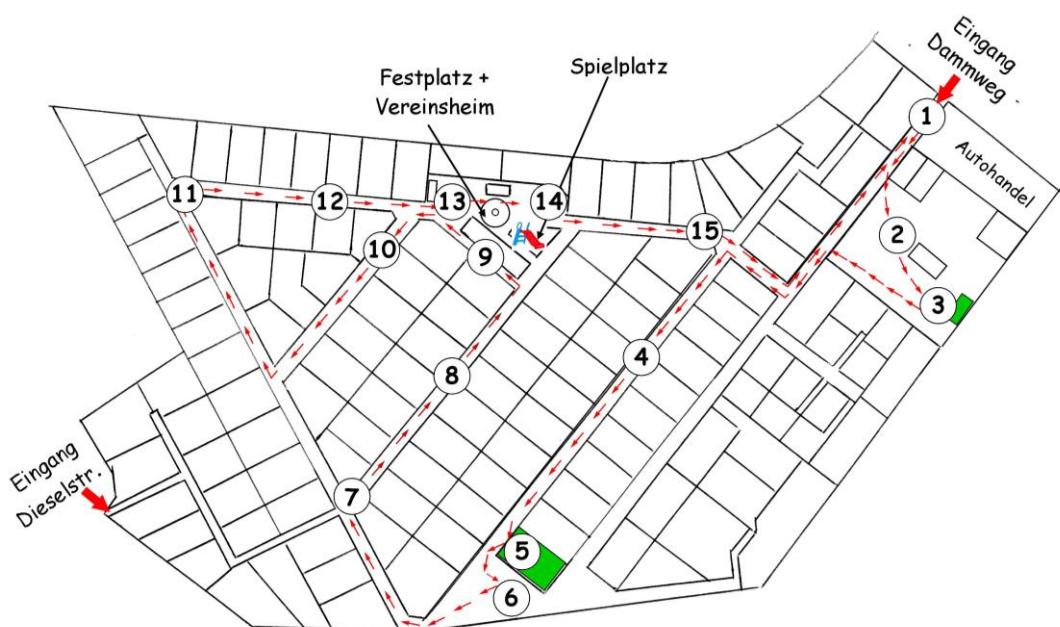 Eingang
Dammweg
Festplatz +
Vereinsheim
Spielplatz
1
Autohandel
11
12
13
14
10
9
15
2
3
4
8
Eingang
Dieselstr.
7
5
6